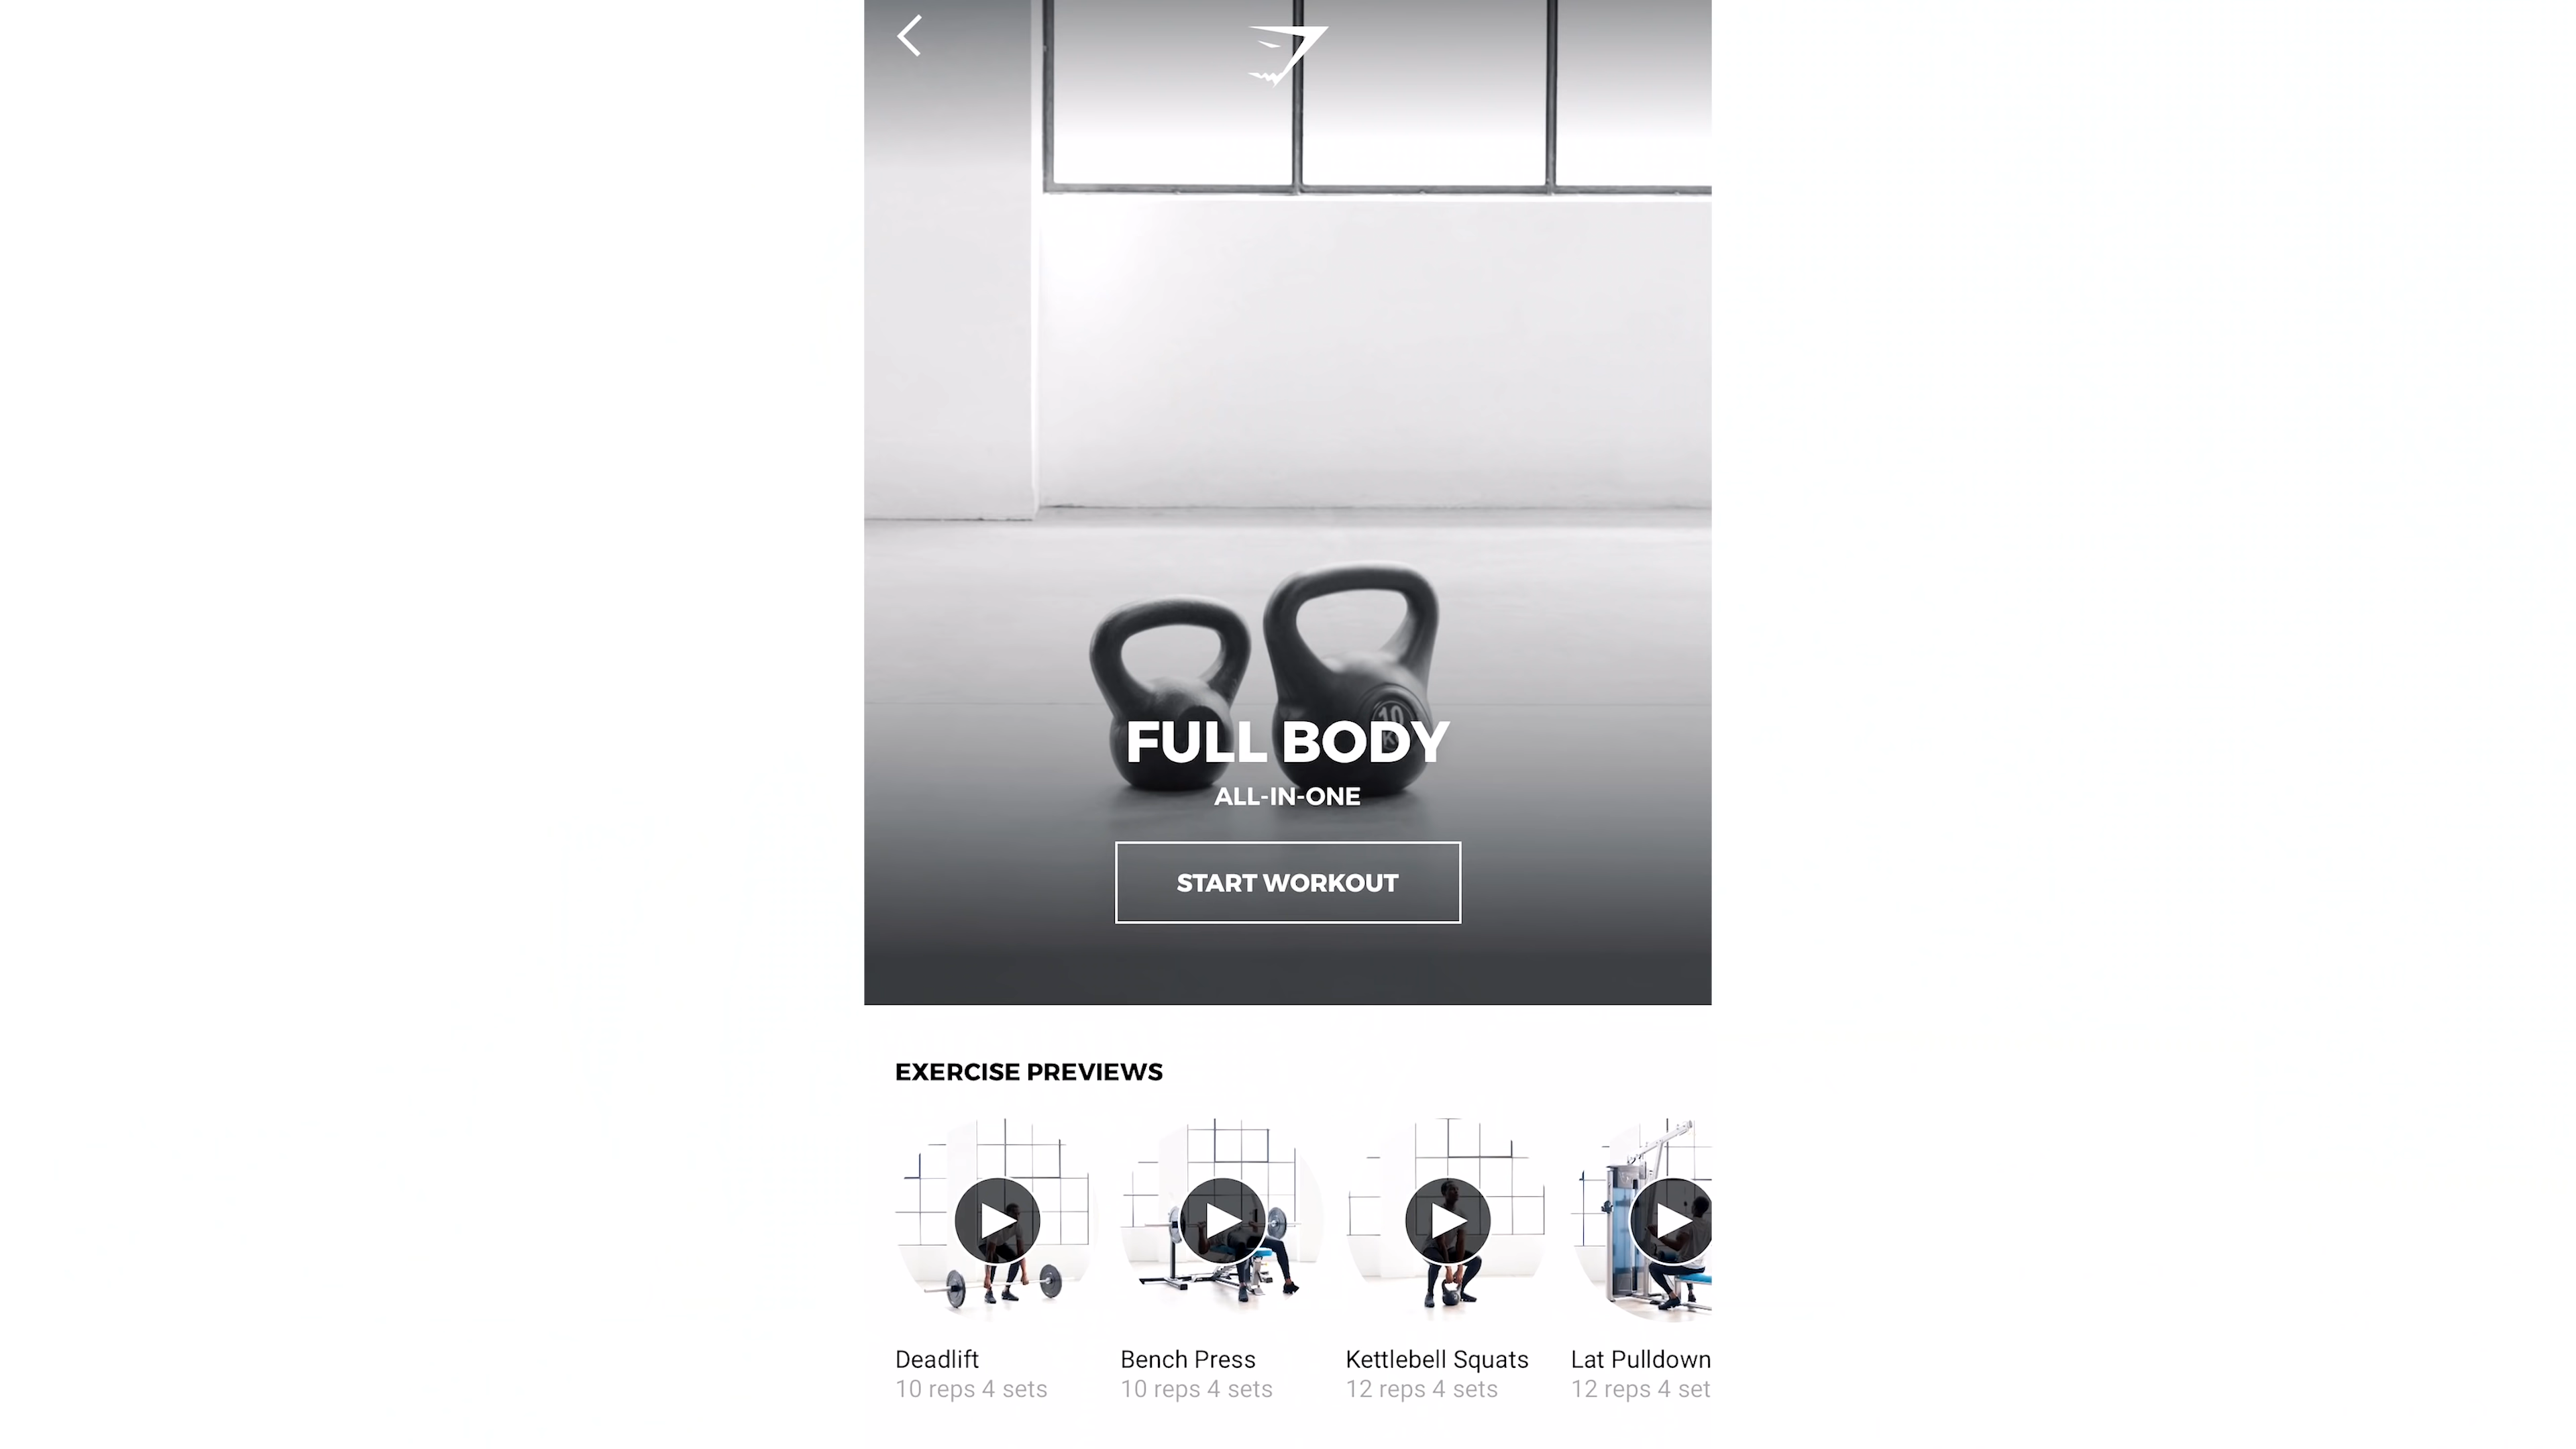 10
FULL BODY
ALL-IN-ONE
START WORKOUT
EXERCISE PREVIEWS
Deadlift
10 reps 4 sets
Bench Press
10 reps 4 sets
Kettlebell Squats
12 reps 4 sets
Lat Pulldown
12 reps 4 set